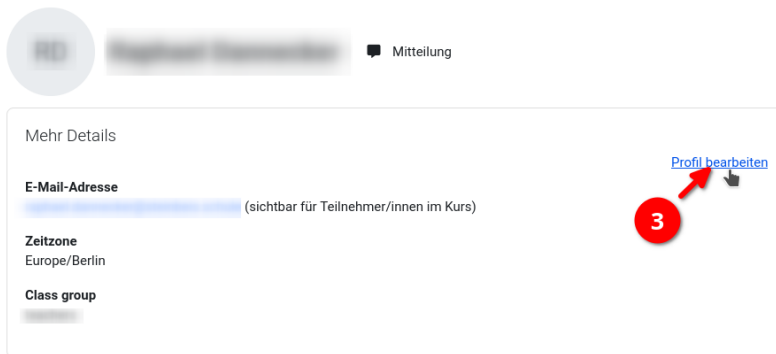 Mitteilung
Mehr Details
Profil bearbeiten
E-Mail-Adresse
(sichtbar für Teilnehmer/innen im Kurs)
3
Zeitzone
Europe/Berlin
Class group